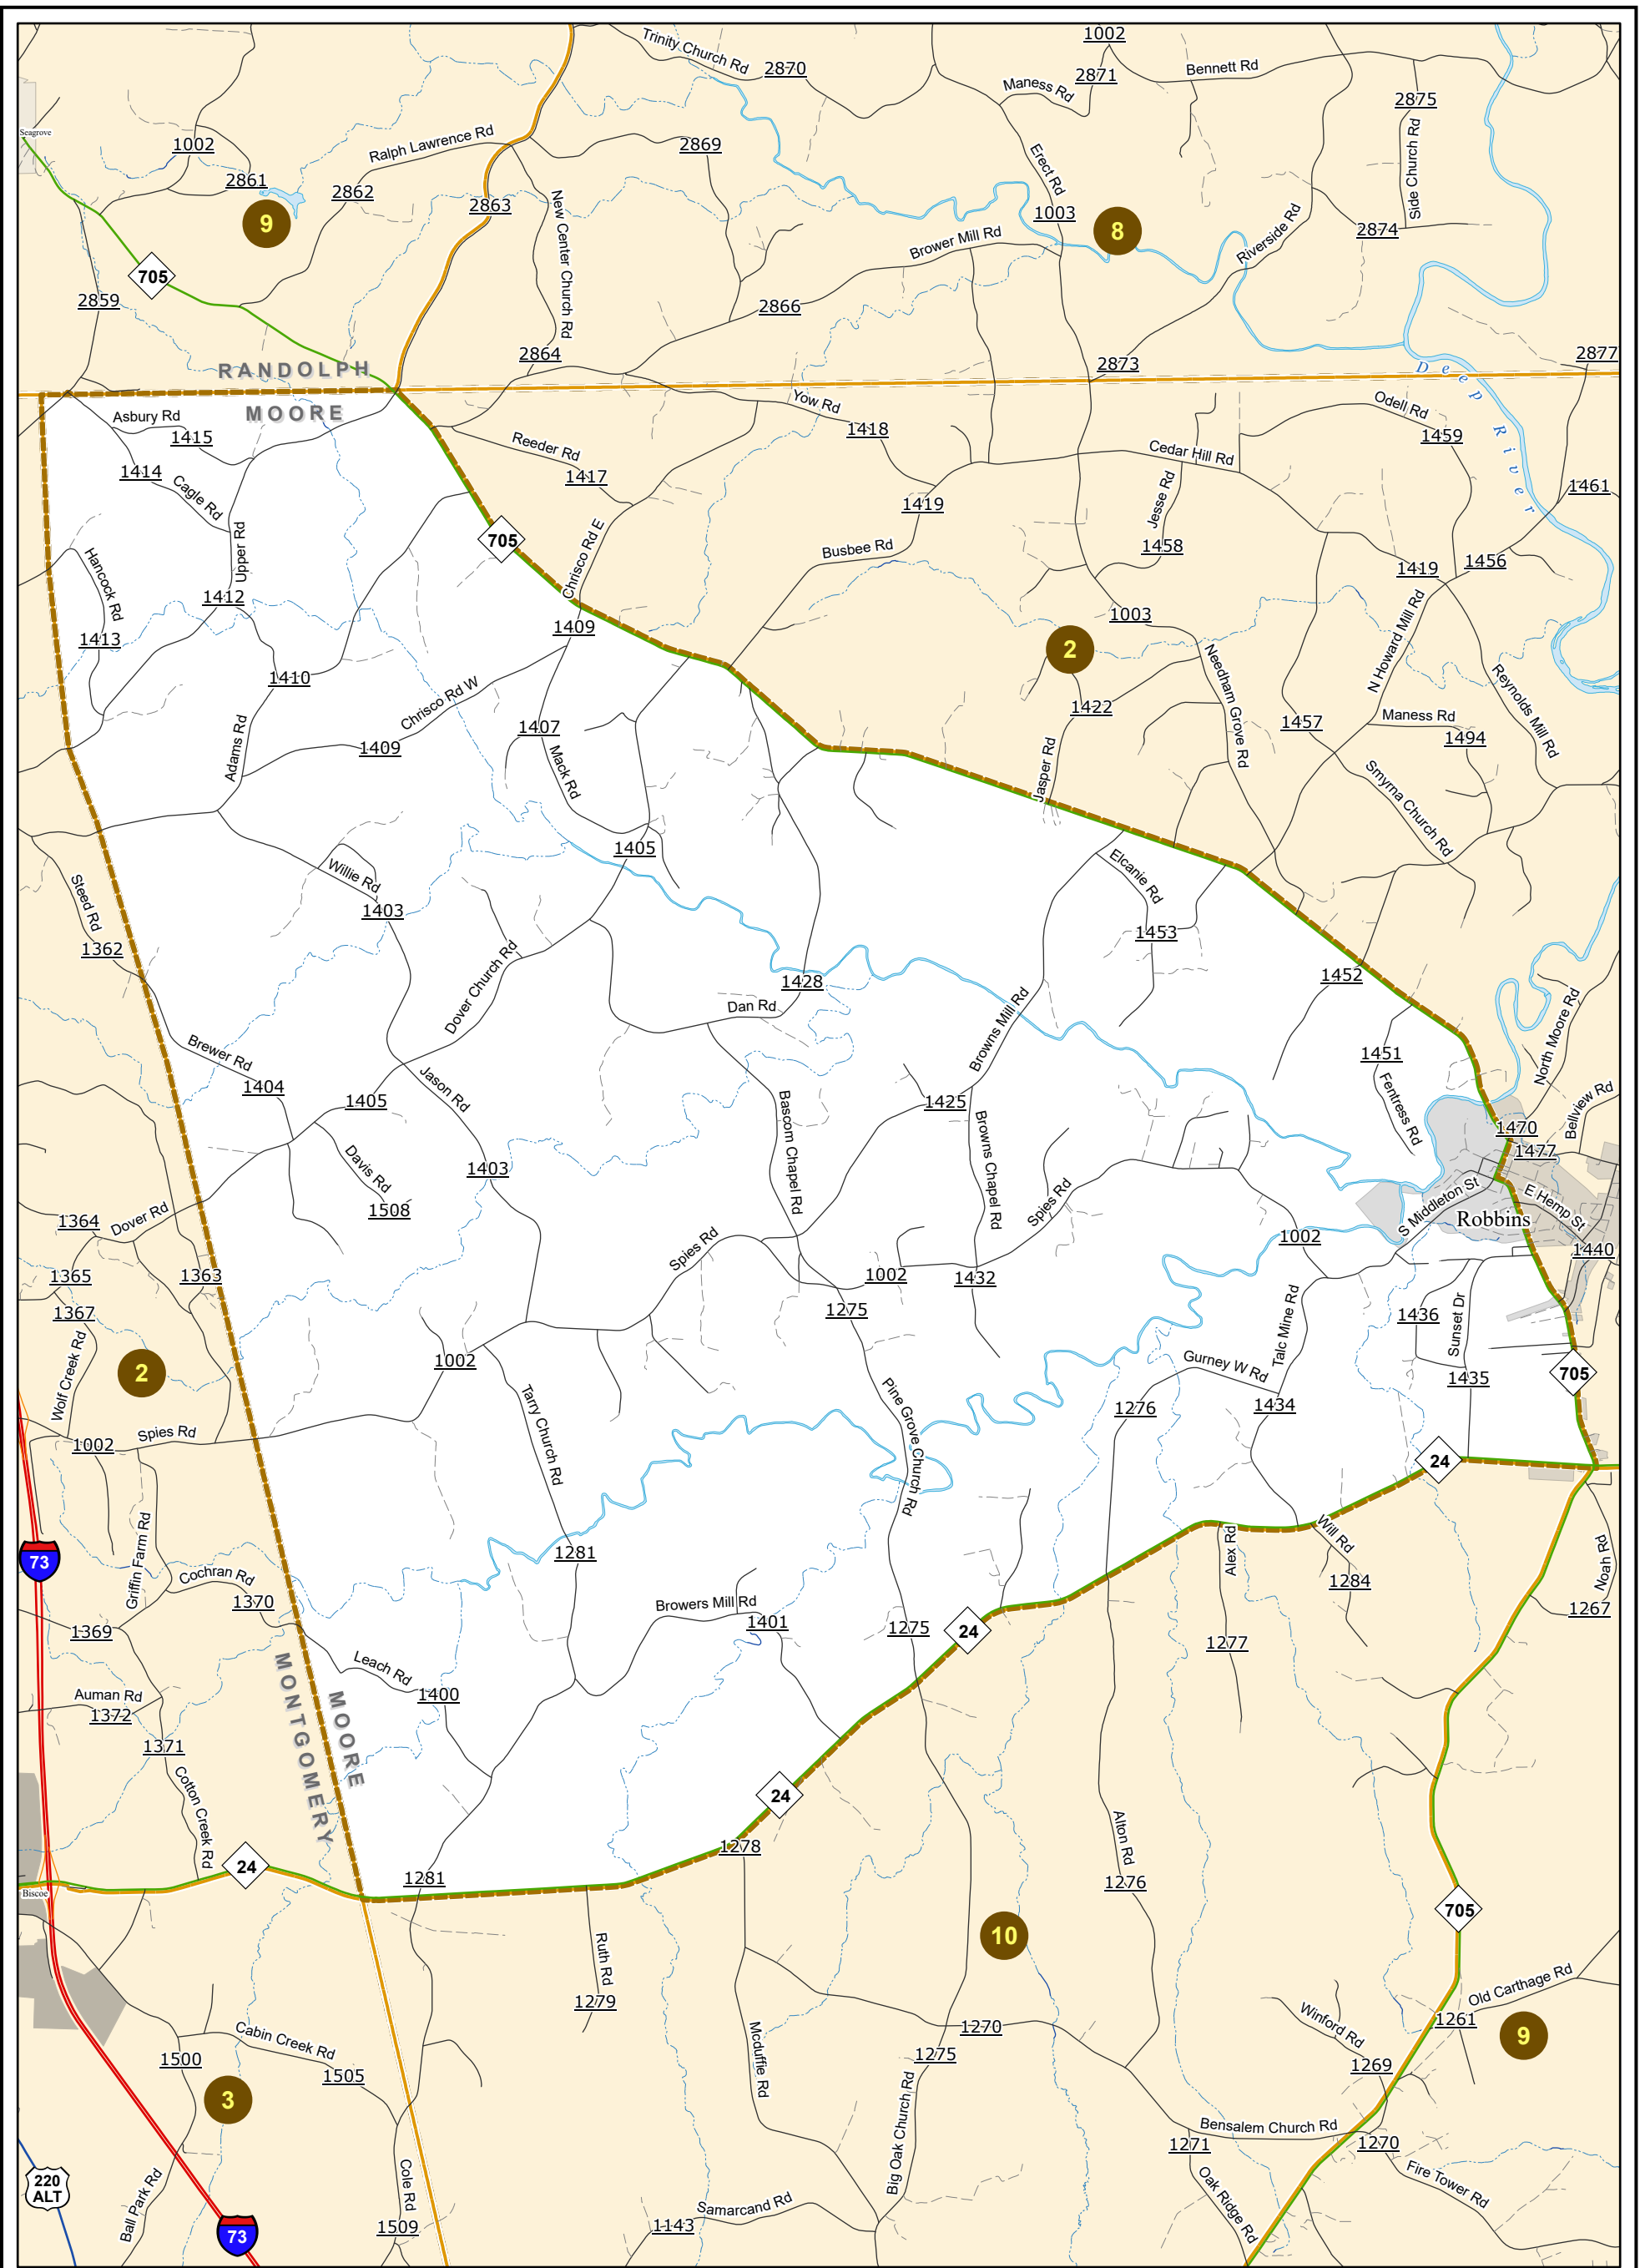 Trinity Church Rd
2870
1002
2871
Maness Rd
Bennett Rd
2875
Side Church Rd
Seagrove
1002
2861
Ralph Lawrence Rd
2862
2863
2869
Erect Rd
1003
9
8
New Center Church Rd
Brower Mill Rd
Riverside Rd
2874
705
2859
2866
2864
2873
2877
RANDOLPH
MOORE
Deep River
Asbury Rd
1415
1414
Cagle Rd
Yow Rd
1418
Reeder Rd
1417
Odell Rd
1459
Cedar Hill Rd
1461
Jesse Rd
1419
705
Upper Rd
Chrisco Rd E
Busbee Rd
1458
1419
1456
Hancock Rd
1412
1413
1409
1003
2
N Howard Mill Rd
1410
Chrisco Rd W
Needham Grove Rd
Reynolds Mill Rd
1422
Maness Rd
1457
1494
Adams Rd
1409
1407
Mack Rd
Jasper Rd
Smyrna Church Rd
1405
Willie Rd
1403
Elcanie Rd
Steed Rd
1362
1453
Dover Church Rd
1452
1428
Dan Rd
Browns Mill Rd
North Moore Rd
Brewer Rd
1404
1451
Fentress Rd
Jason Rd
1405
1425
Bascom Chapel Rd
Browns Chapel Rd
Bellview Rd
1470
1477
Davis Rd
1403
1508
Spies Rd
S Middleton St
E Hemp St
Robbins
1364
Dover Rd
Spies Rd
1002
1440
1365
1363
1002
1432
1367
1275
1436
Sunset Dr
Talc Mine Rd
Wolf Creek Rd
2
1002
Gurney W Rd
1435
705
Tarry Church Rd
Pine Grove Church Rd
1276
1434
1002
Spies Rd
24
Griffin Farm Rd
73
1281
Alex Rd
Will Rd
Noah Rd
Cochran Rd
1370
1284
Browers Mill Rd
1401
1275
24
1267
1369
1277
MONTGOMERY
MOORE
Leach Rd
1400
Auman Rd
1372
1371
Cotton Creek Rd
24
Alton Rd
1278
24
1281
1276
Biscoe
705
10
Ruth Rd
1279
Old Carthage Rd
Winford Rd
1261
9
Cabin Creek Rd
1500
1505
Mcduffie Rd
1270
1275
1269
3
Big Oak Church Rd
Bensalem Church Rd
1271
1270
Oak Ridge Rd
Fire Tower Rd
220
ALT
Ball Park Rd
Cole Rd
73
1509
1143
Samarcand Rd